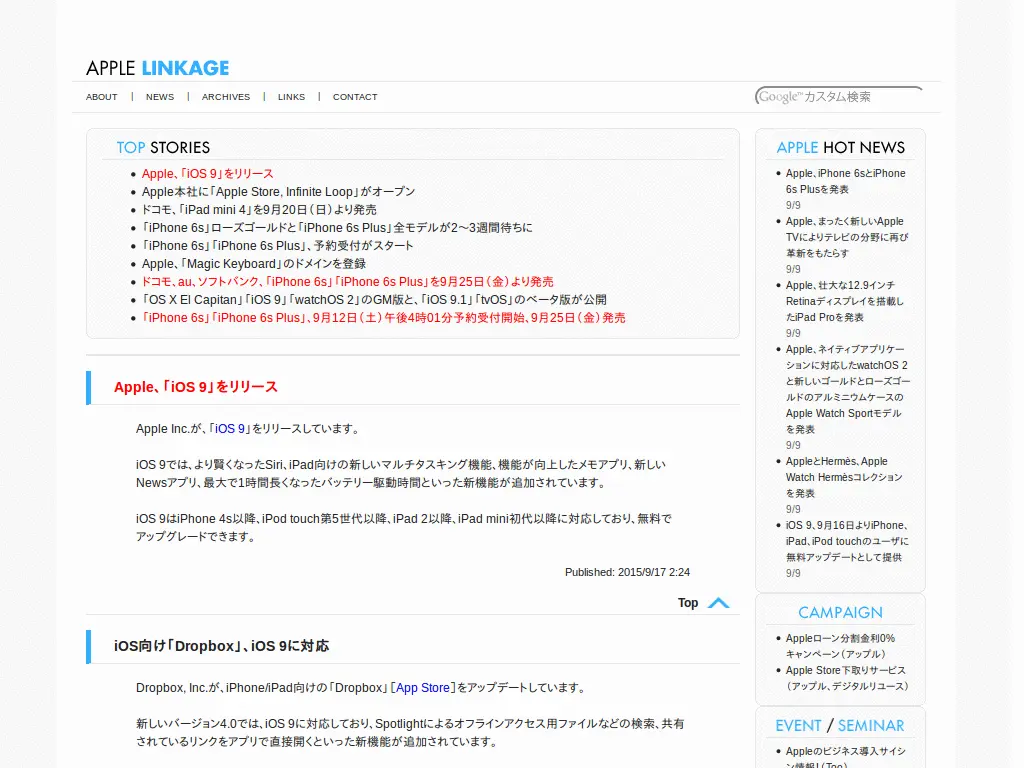 APPLE LINKAGE
ABOUT | NEWS | ARCHIVES | LINKS | CONTACT
Google™カスタム検索
TOP STORIES
Apple、「iOS 9」をリリース
Apple本社に「Apple Store, Infinite Loop」がオープン
ドコモ、「iPad mini 4」を9月20日（日）より発売
「iPhone 6s」ローズゴールドと「iPhone 6s Plus」全モデルが2〜3週間待ちに
「iPhone 6s」「iPhone 6s Plus」、予約受付がスタート
Apple、「Magic Keyboard」のドメインを登録
ドコモ、au、ソフトバンク、「iPhone 6s」「iPhone 6s Plus」を9月25日（金）より発売
「OS X El Capitan」「iOS 9」「watchOS 2」のGM版と、「iOS 9.1」「tvOS」のベータ版が公開
「iPhone 6s」「iPhone 6s Plus」、9月12日（土）午後4時01分予約受付開始、9月25日（金）発売
Apple、「iOS 9」をリリース
Apple Inc.が、「iOS 9」をリリースしています。
iOS 9では、より賢くなったSiri、iPad向けの新しいマルチタスキング機能、機能が向上したメモアプリ、新しい
Newsアプリ、最大で1時間長くなったバッテリー駆動時間といった新機能が追加されています。
iOS 9はiPhone 4s以降、iPod touch第5世代以降、iPad 2以降、iPad mini初代以降に対応しており、無料で
アップグレードできます。
Published: 2015/9/17 2:24
Top
iOS向け「Dropbox」、iOS 9に対応
Dropbox, Inc.が、iPhone/iPad向けの「Dropbox」［App Store］をアップデートしています。
新しいバージョン4.0では、iOS 9に対応しており、Spotlightによるオフラインアクセス用ファイルなどの検索、共有
されているリンクをアプリで直接開くといった新機能が追加されています。
APPLE HOT NEWS
Apple、iPhone 6sとiPhone
6s Plusを発表
9/9
Apple、まったく新しいApple
TVによりテレビの分野に再び
革新をもたらす
9/9
Apple、壮大な12.9インチ
Retinaディスプレイを搭載し
たiPad Proを発表
9/9
Apple、ネイティブアプリケー
ションに対応したwatchOS 2
と新しいゴールドとローズゴー
ルドのアルミニウムケースの
Apple Watch Sportモデル
を発表
9/9
AppleとHermès、Apple
Watch Hermèsコレクション
を発表
9/9
iOS 9、9月16日よりiPhone、
iPad、iPod touchのユーザに
無料アップデートとして提供
9/9
CAMPAIGN
Appleローン分割金利0%
キャンペーン（アップル）
Apple Store下取りサービス
（アップル、デジタルリユース）
EVENT / SEMINAR
Appleのビジネス導入サイシ
ン情報！（Too）